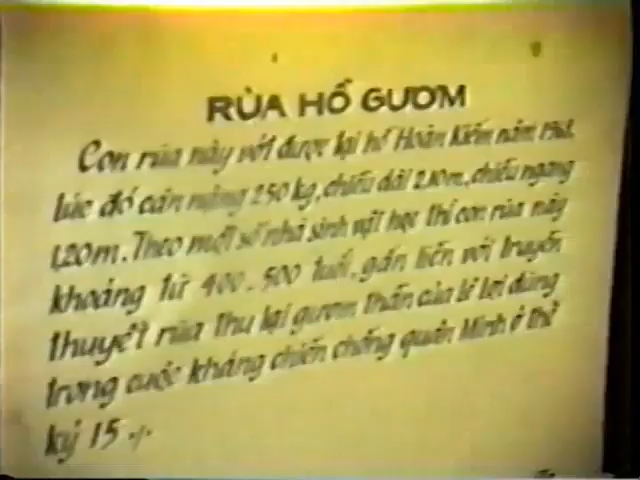 RÙA HỒ GƯƠM
Con rùa này vớt được lại hồ Hoàn Kiếm năm
lúc đó cân nặng 250 kg, chiều dài 2,10m, chiều ngang
1,20m. Theo một số nhà sinh vật học thì con rùa này
khoảng từ 400-500 tuổi, gắn liền với truyền
thuyết rùa thu lại gươm thần của Lê Lợi dùng
trong cuộc kháng chiến chống quân Minh ở thế
kỷ 15 ./.